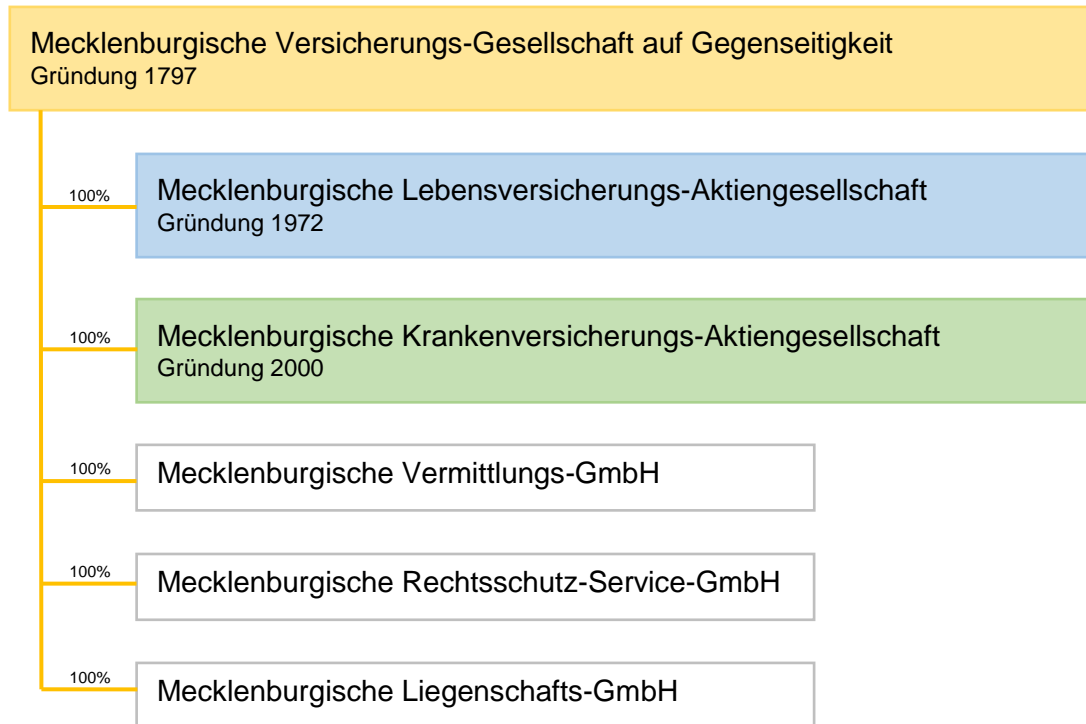 Mecklenburgische Versicherungs-Gesellschaft auf Gegenseitigkeit
Gründung 1797
100%
Mecklenburgische Lebensversicherungs-Aktiengesellschaft
Gründung 1972
100%
Mecklenburgische Krankenversicherungs-Aktiengesellschaft
Gründung 2000
100%
Mecklenburgische Vermittlungs-GmbH
100%
Mecklenburgische Rechtsschutz-Service-GmbH
100%
Mecklenburgische Liegenschafts-GmbH